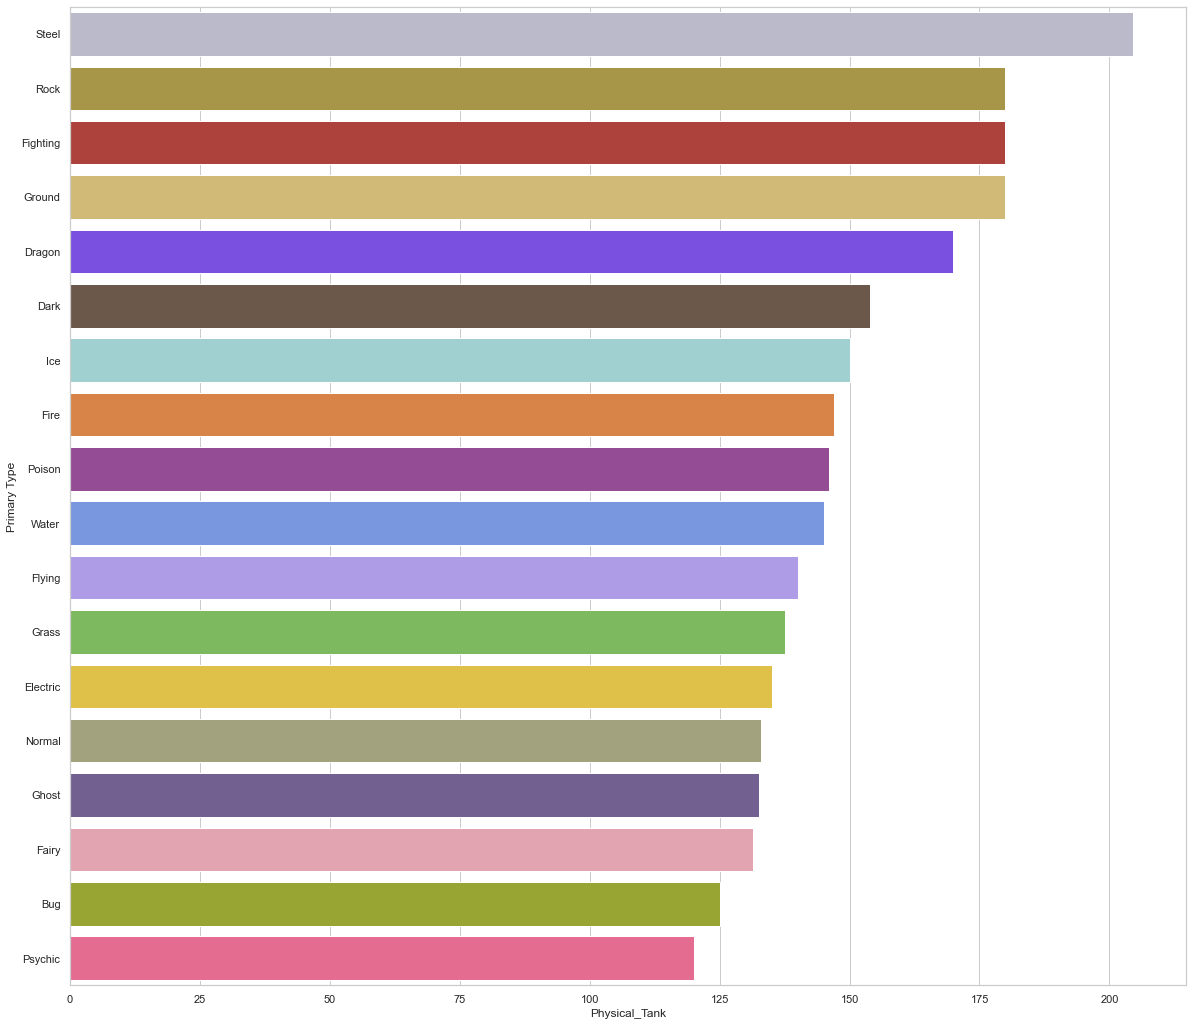 Steel
Rock
Fighting
Ground
Dragon
Dark
Ice
Fire
Poison
Water
Flying
Grass
Electric
Normal
Ghost
Fairy
Bug
Psychic
Primary Type
0 25 50 75 100 125 150 175 200
Physical_Tank